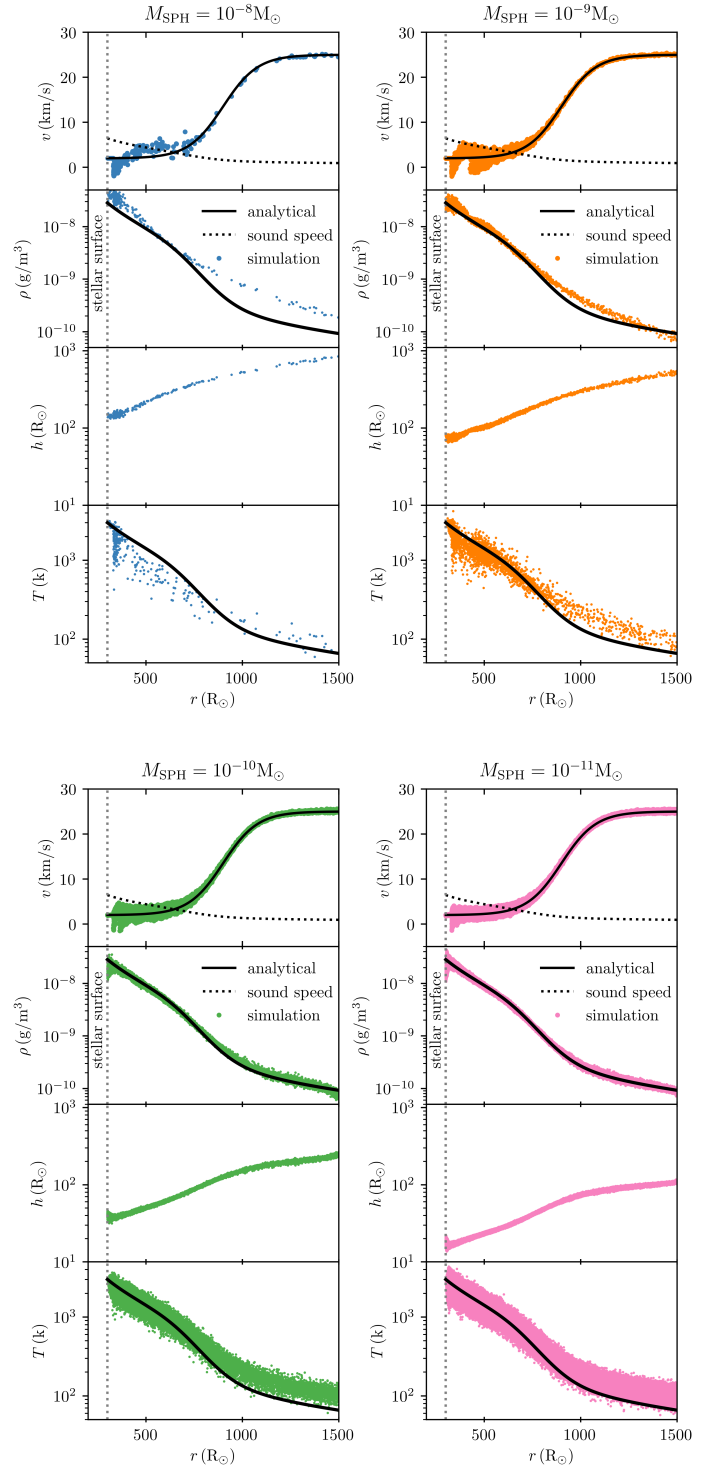 M_SPH = 10^−8 M_⊙
M_SPH = 10^−9 M_⊙
30
20
10
0
v (km/s)
30
20
10
0
v (km/s)
10^−8
10^−9
10^−10
ρ (g/m^3)
stellar surface
analytical
sound speed
simulation
10^−8
10^−9
10^−10
ρ (g/m^3)
stellar surface
analytical
sound speed
simulation
10^3
10^2
10^1
h (R_⊙)
10^3
10^2
10^1
h (R_⊙)
10^3
10^2
T (k)
500 1000 1500
r (R_⊙)
10^3
10^2
T (k)
500 1000 1500
r (R_⊙)
M_SPH = 10^−10 M_⊙
M_SPH = 10^−11 M_⊙
30
20
10
0
v (km/s)
30
20
10
0
v (km/s)
10^−8
10^−9
10^−10
ρ (g/m^3)
stellar surface
analytical
sound speed
simulation
10^−8
10^−9
10^−10
ρ (g/m^3)
stellar surface
analytical
sound speed
simulation
10^3
10^2
10^1
h (R_⊙)
10^3
10^2
10^1
h (R_⊙)
10^3
10^2
T (k)
500 1000 1500
r (R_⊙)
10^3
10^2
T (k)
500 1000 1500
r (R_⊙)